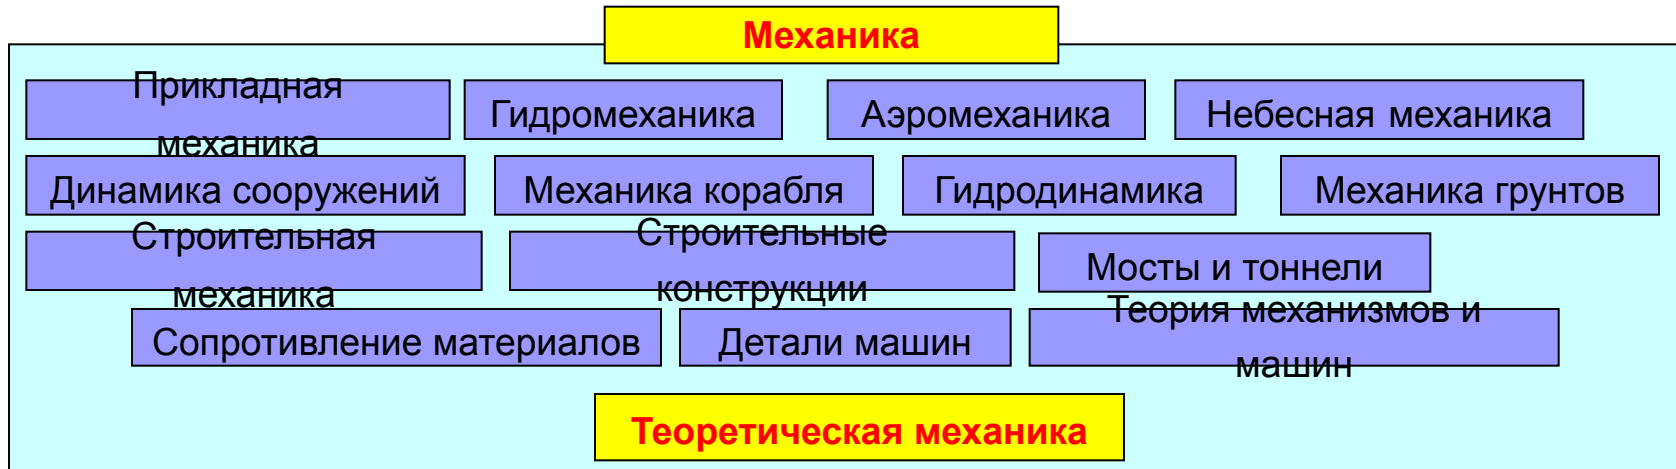 Механика
Прикладная
механика
Гидромеханика
Аэромеханика
Небесная механика
Динамика сооружений
Механика корабля
Гидродинамика
Механика грунтов
Строительная
механика
Строительные
конструкции
Мосты и тоннели
Сопротивление материалов
Детали машин
Теория механизмов и
машин
Теоретическая механика